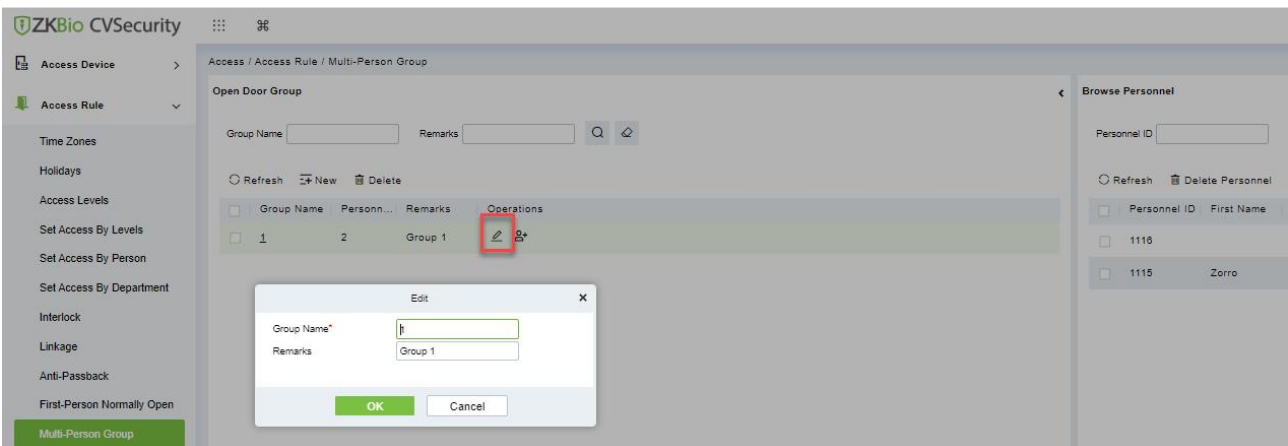 ZKBio CVSecurity
Access Device
Access Rule
Time Zones
Holidays
Access Levels
Set Access By Levels
Set Access By Person
Set Access By Department
Interlock
Linkage
Anti-Passback
First-Person Normally Open
Multi-Person Group
Access / Access Rule / Multi-Person Group
Open Door Group
Group Name Remarks
Refresh New Delete
Group Name Personn... Remarks Operations
1 2 Group 1
Edit
Group Name* 1
Remarks Group 1
OK Cancel
Browse Personnel
Personnel ID
Refresh Delete Personnel
Personnel ID First Name
1116
1115 Zorro